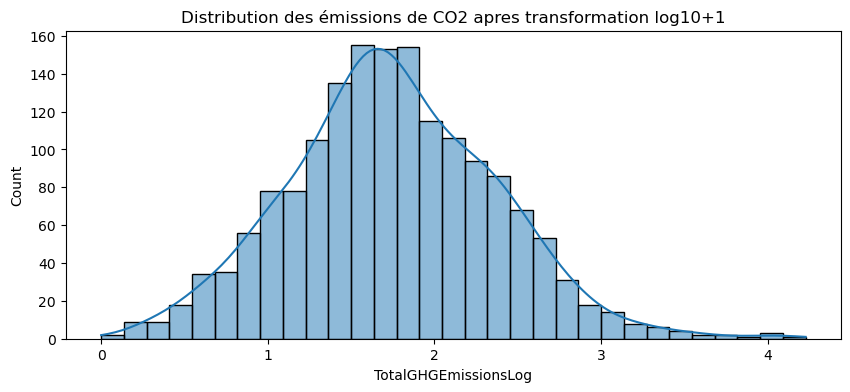 Distribution des émissions de CO2 apres transformation log10+1
160
140
120
100
80
60
40
20
0
Count
0 1 2 3 4
TotalGHGEmissionsLog